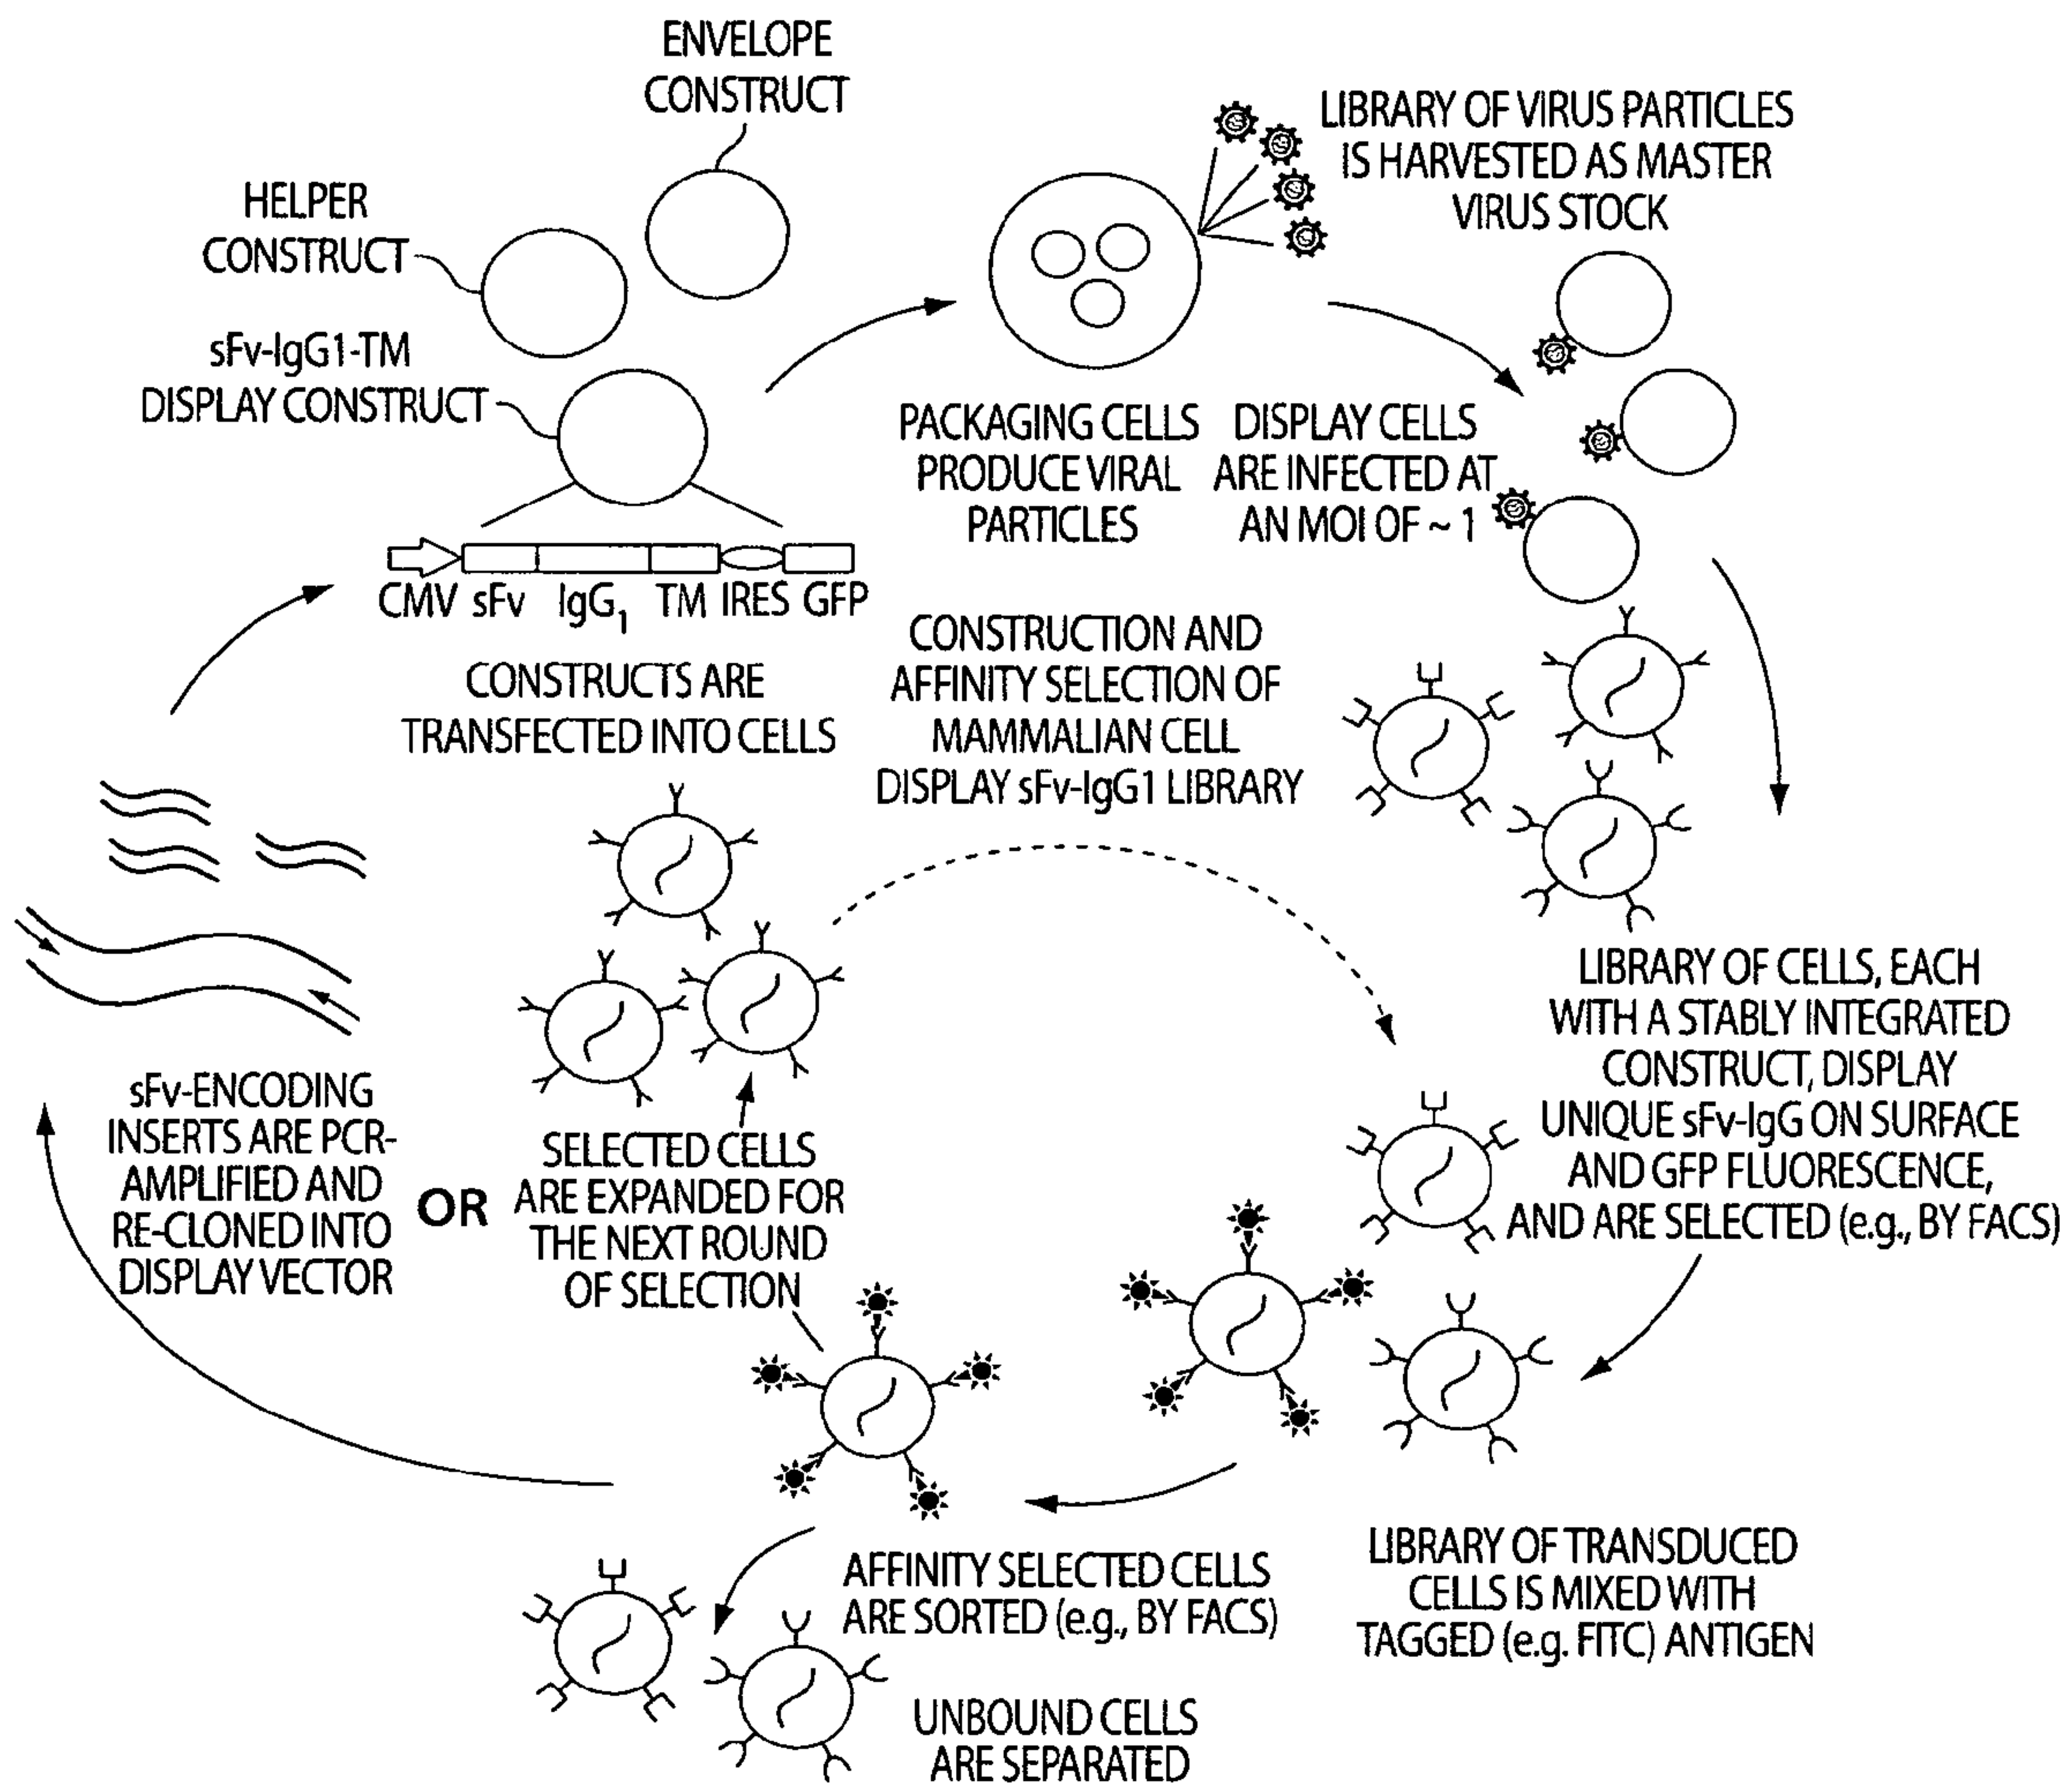 ENVELOPE
CONSTRUCT
HELPER
CONSTRUCT
sFv-IgG1-TM
DISPLAY CONSTRUCT
CMV sFv IgG1 TM IRES GFP
CONSTRUCTS ARE
TRANSFECTED INTO CELLS
LIBRARY OF VIRUS PARTICLES
IS HARVESTED AS MASTER
VIRUS STOCK
PACKAGING CELLS
PRODUCE VIRAL
PARTICLES
DISPLAY CELLS
ARE INFECTED AT
AN MOI OF ~ 1
CONSTRUCTION AND
AFFINITY SELECTION OF
MAMMALIAN CELL
DISPLAY sFv-IgG1 LIBRARY
LIBRARY OF CELLS, EACH
WITH A STABLY INTEGRATED
CONSTRUCT, DISPLAY
UNIQUE sFv-IgG ON SURFACE
AND GFP FLUORESCENCE,
AND ARE SELECTED (e.g., BY FACS)
LIBRARY OF TRANSDUCED
CELLS IS MIXED WITH
TAGGED (e.g. FITC) ANTIGEN
AFFINITY SELECTED CELLS
ARE SORTED (e.g., BY FACS)
UNBOUND CELLS
ARE SEPARATED
SELECTED CELLS
ARE EXPANDED FOR
THE NEXT ROUND
OF SELECTION
OR
sFv-ENCODING
INSERTS ARE PCR-
AMPLIFIED AND
RE-CLONED INTO
DISPLAY VECTOR